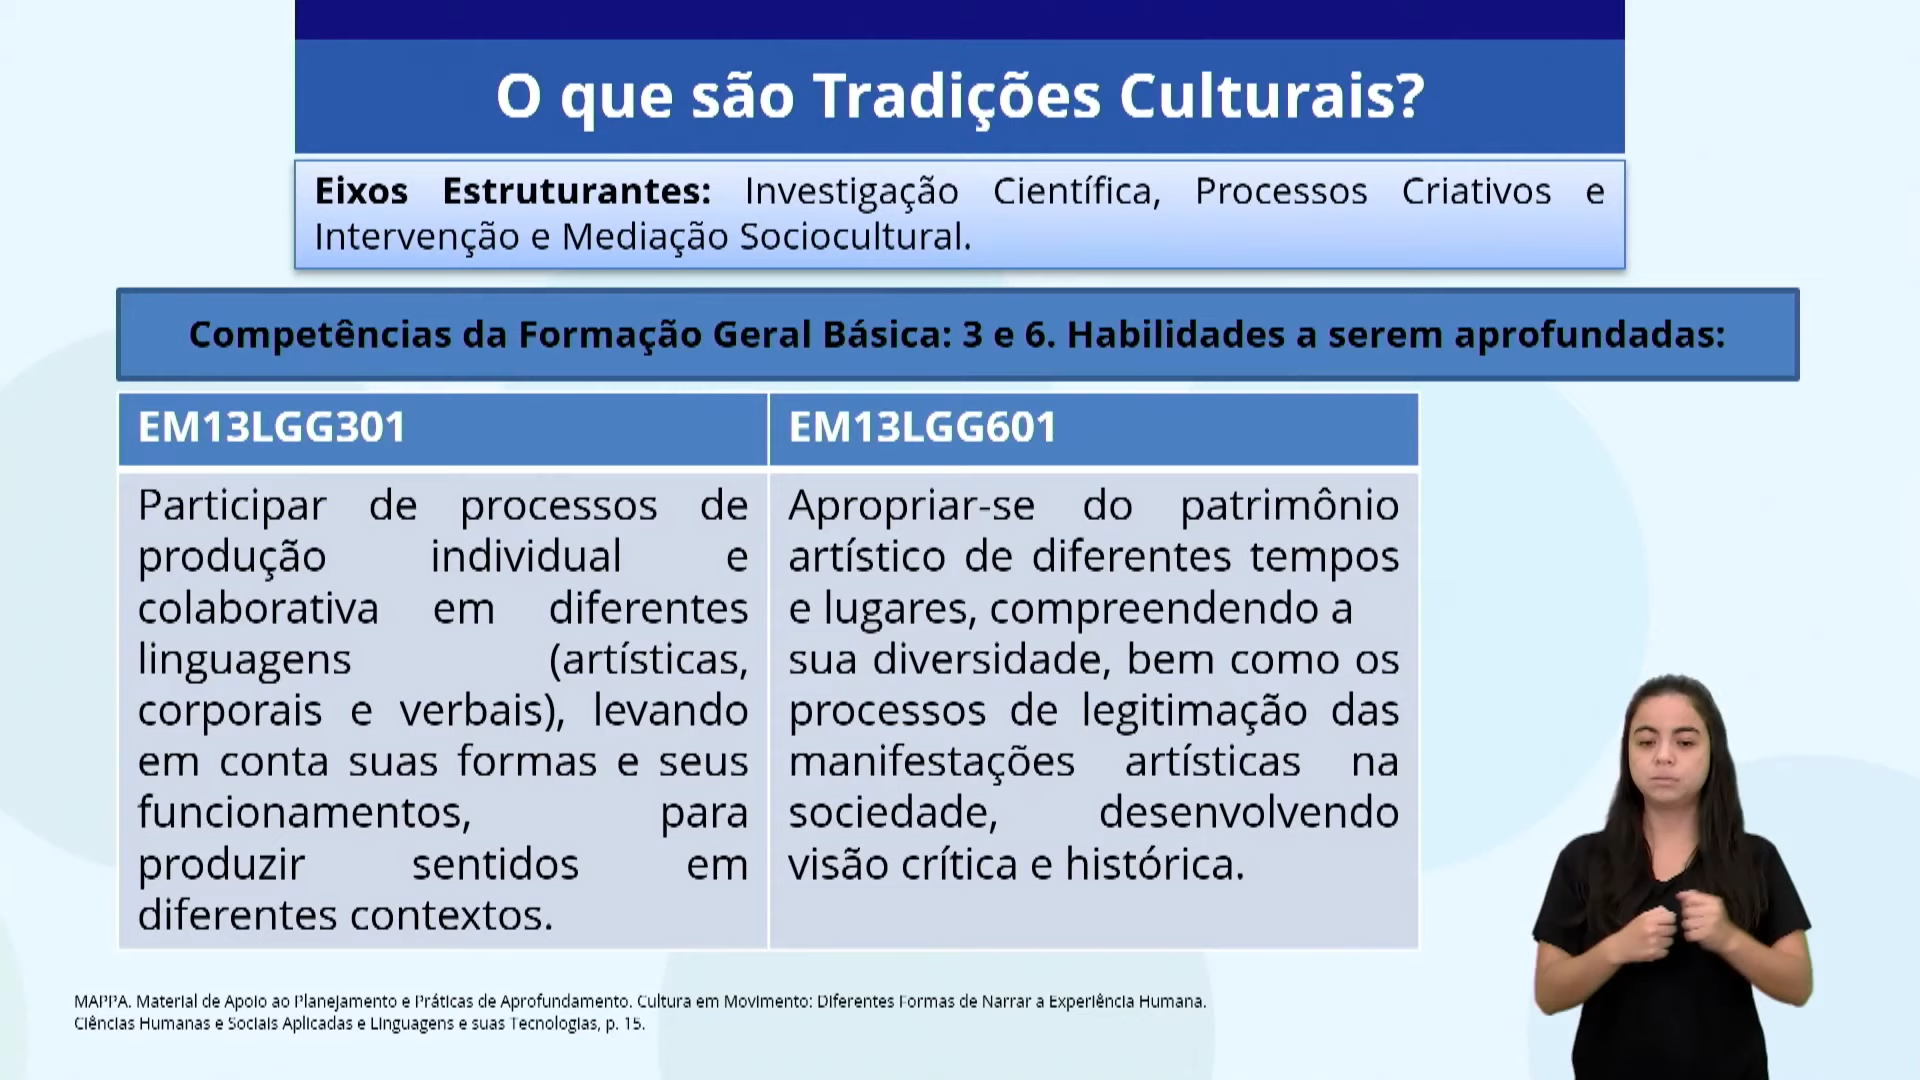 O que são Tradições Culturais?
Eixos Estruturantes: Investigação Científica, Processos Criativos e
Intervenção e Mediação Sociocultural.
Competências da Formação Geral Básica: 3 e 6. Habilidades a serem aprofundadas:
EM13LGG301
Participar de processos de
produção individual e
colaborativa em diferentes
linguagens (artísticas,
corporais e verbais), levando
em conta suas formas e seus
funcionamentos, para
produzir sentidos em
diferentes contextos.
EM13LGG601
Apropriar-se do patrimônio
artístico de diferentes tempos
e lugares, compreendendo a
sua diversidade, bem como os
processos de legitimação das
manifestações artísticas na
sociedade, desenvolvendo
visão crítica e histórica.
MAPPA. Material de Apoio ao Planejamento e Práticas de Aprofundamento. Cultura em Movimento: Diferentes Formas de Narrar a Experiência Humana.
Ciências Humanas e Sociais Aplicadas e Linguagens e suas Tecnologias, p. 15.